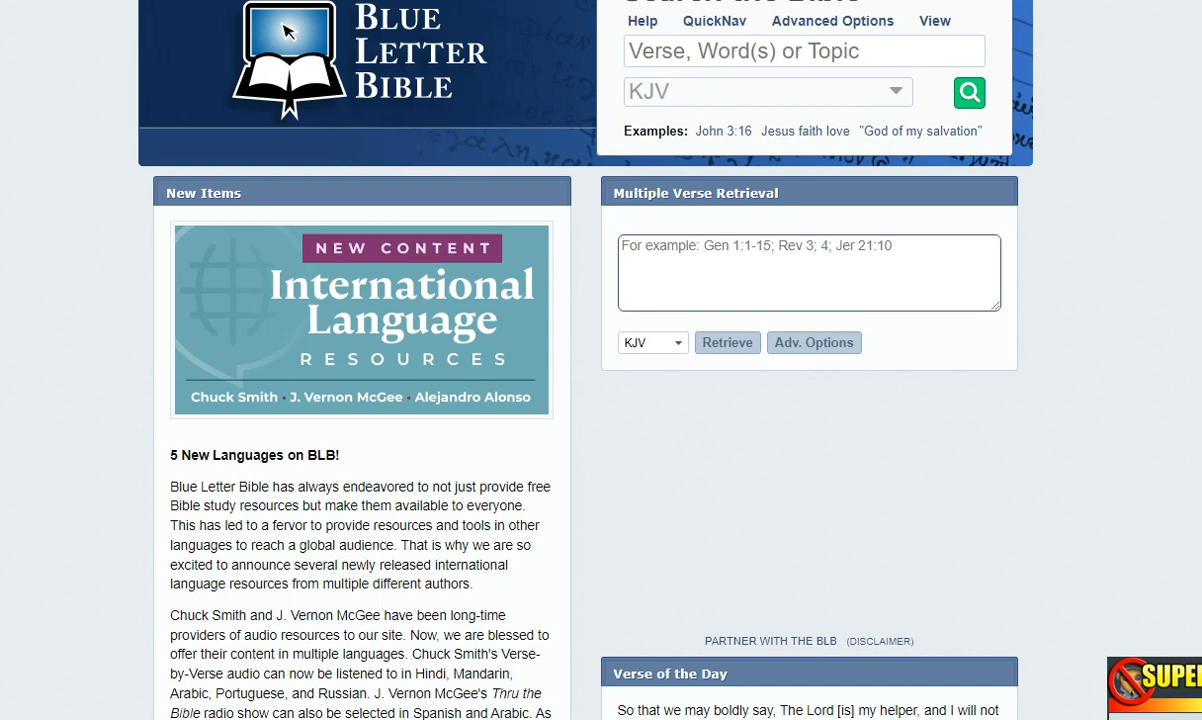 BLUE
LETTER
BIBLE
Help QuickNav Advanced Options View
Verse, Word(s) or Topic
KJV
Examples: John 3:16 Jesus faith love "God of my salvation"
New Items
NEW CONTENT
International
Language
RESOURCES
Chuck Smith • J. Vernon McGee • Alejandro Alonso
5 New Languages on BLB!
Blue Letter Bible has always endeavored to not just provide free
Bible study resources but make them available to everyone.
This has led to a fervor to provide resources and tools in other
languages to reach a global audience. That is why we are so
excited to announce several newly released international
language resources from multiple different authors.
Chuck Smith and J. Vernon McGee have been long-time
providers of audio resources to our site. Now, we are blessed to
offer their content in multiple languages. Chuck Smith's Verse-
by-Verse audio can now be listened to in Hindi, Mandarin,
Arabic, Portuguese, and Russian. J. Vernon McGee's Thru the
Bible radio show can also be selected in Spanish and Arabic. As
Multiple Verse Retrieval
For example: Gen 1:1-15; Rev 3; 4; Jer 21:10
KJV Retrieve Adv. Options
PARTNER WITH THE BLB (DISCLAIMER)
Verse of the Day
So that we may boldly say, The Lord [is] my helper, and I will not